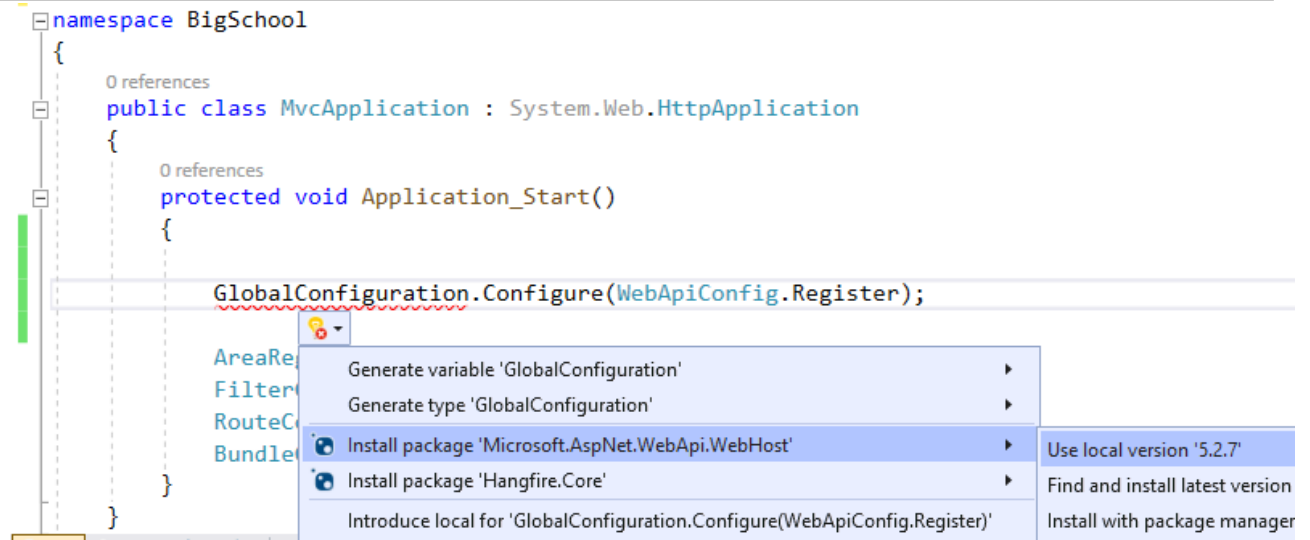 namespace BigSchool
{
0 references
public class MvcApplication : System.Web.HttpApplication
{
0 references
protected void Application_Start()
{
GlobalConfiguration.Configure(WebApiConfig.Register);
AreaReg
Generate variable 'GlobalConfiguration'
Filter
Generate type 'GlobalConfiguration'
RouteCo
Install package 'Microsoft.AspNet.WebApi.WebHost'
Use local version '5.2.7'
Bundle
}
Install package 'Hangfire.Core'
Find and install latest version
}
Introduce local for 'GlobalConfiguration.Configure(WebApiConfig.Register)'
Install with package manager